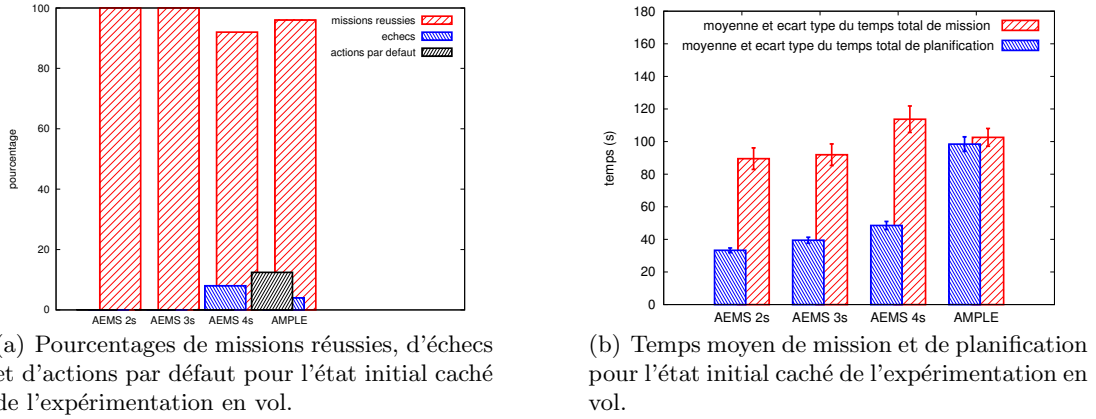 100
80
60
40
20
0
pourcentage
missions reussies
echecs
actions par defaut
AEMS 2s AEMS 3s AEMS 4s AMPLE
(a) Pourcentages de missions réussies, d'échecs
et d'actions par défaut pour l'état initial caché
de l'expérimentation en vol.
180
160
140
120
100
80
60
40
20
0
temps (s)
moyenne et ecart type du temps total de mission
moyenne et ecart type du temps total de planification
AEMS 2s AEMS 3s AEMS 4s AMPLE
(b) Temps moyen de mission et de planification
pour l'état initial caché de l'expérimentation en
vol.